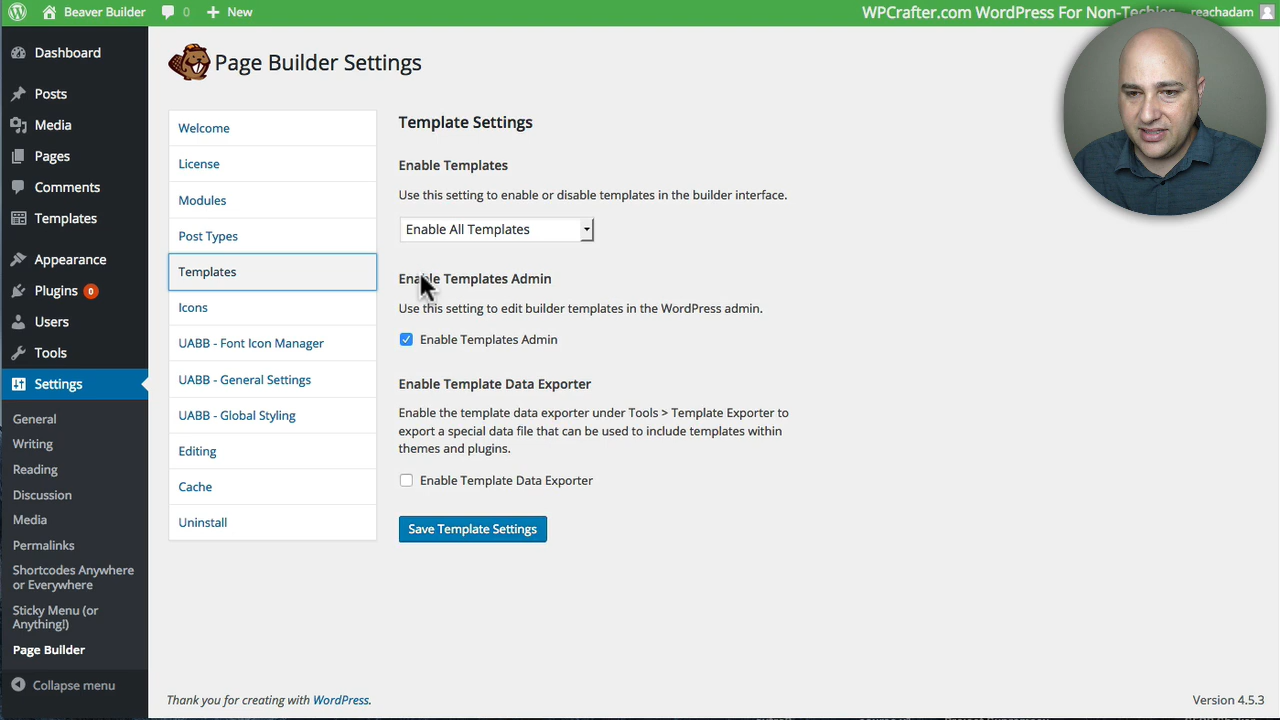 Beaver Builder 0 New WPCrafter.com WordPress For Non-Techies reachadam
Dashboard
Posts
Media
Pages
Comments
Templates
Appearance
Plugins 0
Users
Tools
Settings
General
Writing
Reading
Discussion
Media
Permalinks
Shortcodes Anywhere
or Everywhere
Sticky Menu (or
Anything!)
Page Builder
Collapse menu
Page Builder Settings
Welcome
License
Modules
Post Types
Templates
Icons
UABB - Font Icon Manager
UABB - General Settings
UABB - Global Styling
Editing
Cache
Uninstall
Template Settings
Enable Templates
Use this setting to enable or disable templates in the builder interface.
Enable All Templates
Enable Templates Admin
Use this setting to edit builder templates in the WordPress admin.
Enable Templates Admin
Enable Template Data Exporter
Enable the template data exporter under Tools > Template Exporter to
export a special data file that can be used to include templates within
themes and plugins.
Enable Template Data Exporter
Save Template Settings
Thank you for creating with WordPress.
Version 4.5.3